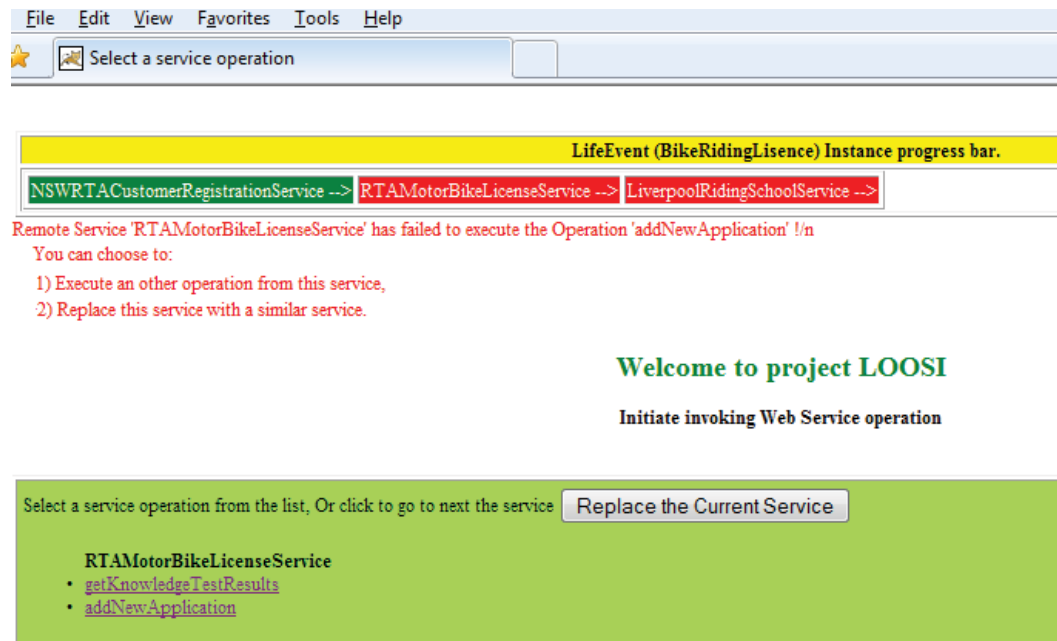 File Edit View Favorites Tools Help
Select a service operation
LifeEvent (BikeRidingLisence) Instance progress bar.
NSWRTACustomerRegistrationService --> RTAMotorBikeLicenseService --> LiverpoolRidingSchoolService -->
Remote Service 'RTAMotorBikeLicenseService' has failed to execute the Operation 'addNewApplication' !/n
You can choose to:
1) Execute an other operation from this service,
2) Replace this service with a similar service.
Welcome to project LOOSI
Initiate invoking Web Service operation
Select a service operation from the list, Or click to go to next the service Replace the Current Service
RTAMotorBikeLicenseService
• getKnowledgeTestResults
• addNewApplication